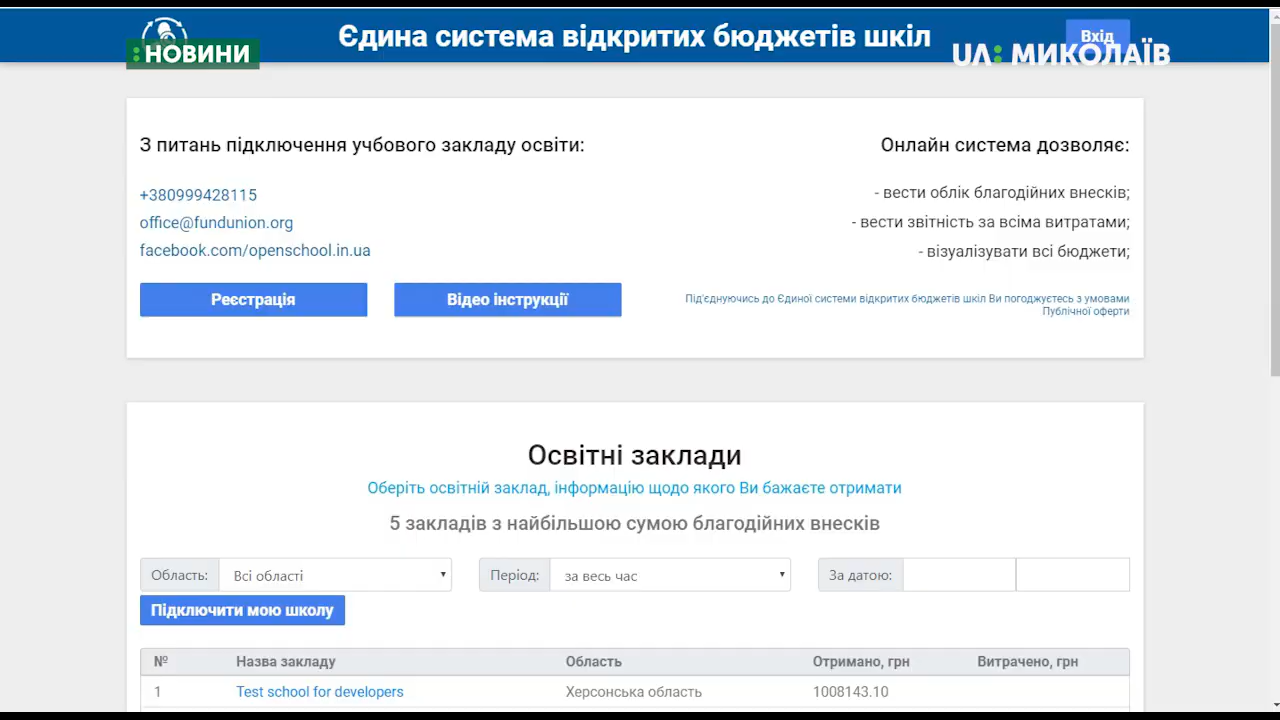 :НОВИНИ
Єдина система відкритих бюджетів шкіл
Вхід
UA: МИКОЛАЇВ
З питань підключення учбового закладу освіти:
+380999428115
office@fundunion.org
facebook.com/openschool.in.ua
Реєстрація
Відео інструкції
Онлайн система дозволяє:
- вести облік благодійних внесків;
- вести звітність за всіма витратами;
- візуалізувати всі бюджети;
Під'єднуючись до Єдиної системи відкритих бюджетів шкіл Ви погоджуєтесь з умовами
Публічної оферти
Освітні заклади
Оберіть освітній заклад, інформацію щодо якого Ви бажаєте отримати
5 закладів з найбільшою сумою благодійних внесків
Область: Всі області
Період: за весь час
За датою:
Підключити мою школу
№ Назва закладу Область Отримано, грн Витрачено, грн
1 Test school for developers Херсонська область 1008143.10